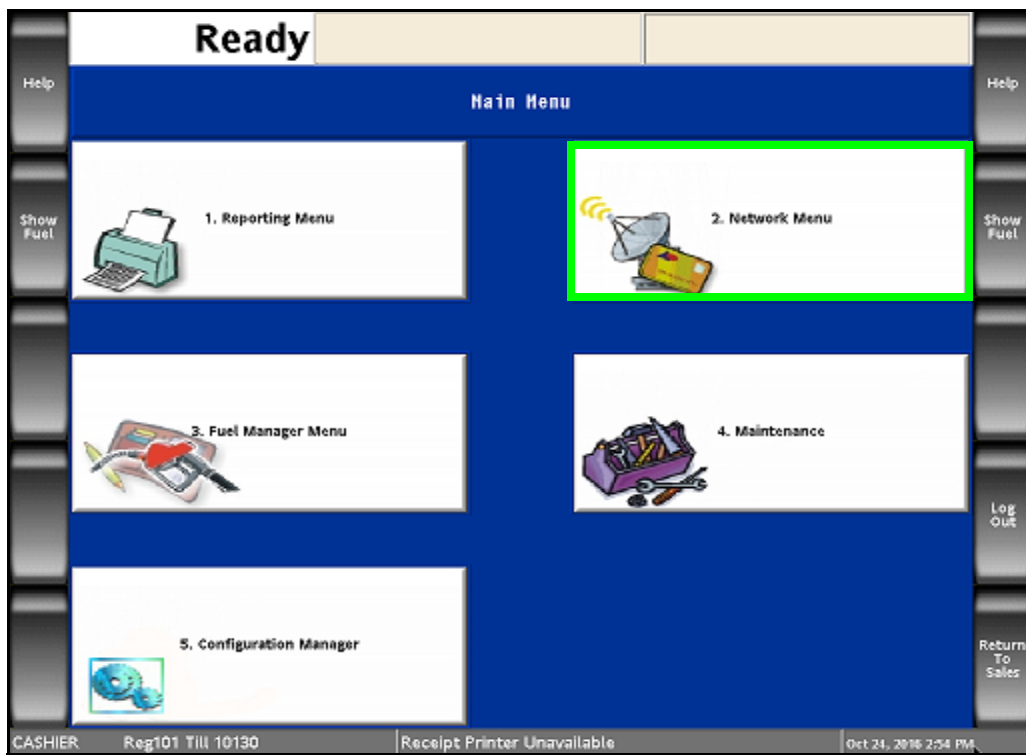 Ready
Help
Help
Main Menu
1. Reporting Menu
2. Network Menu
Show
Fuel
Show
Fuel
3. Fuel Manager Menu
4. Maintenance
Log
Out
5. Configuration Manager
Return
To
Sales
CASHIER Reg101 Till 10130 Receipt Printer Unavailable Oct 24, 2016 2:54 PM